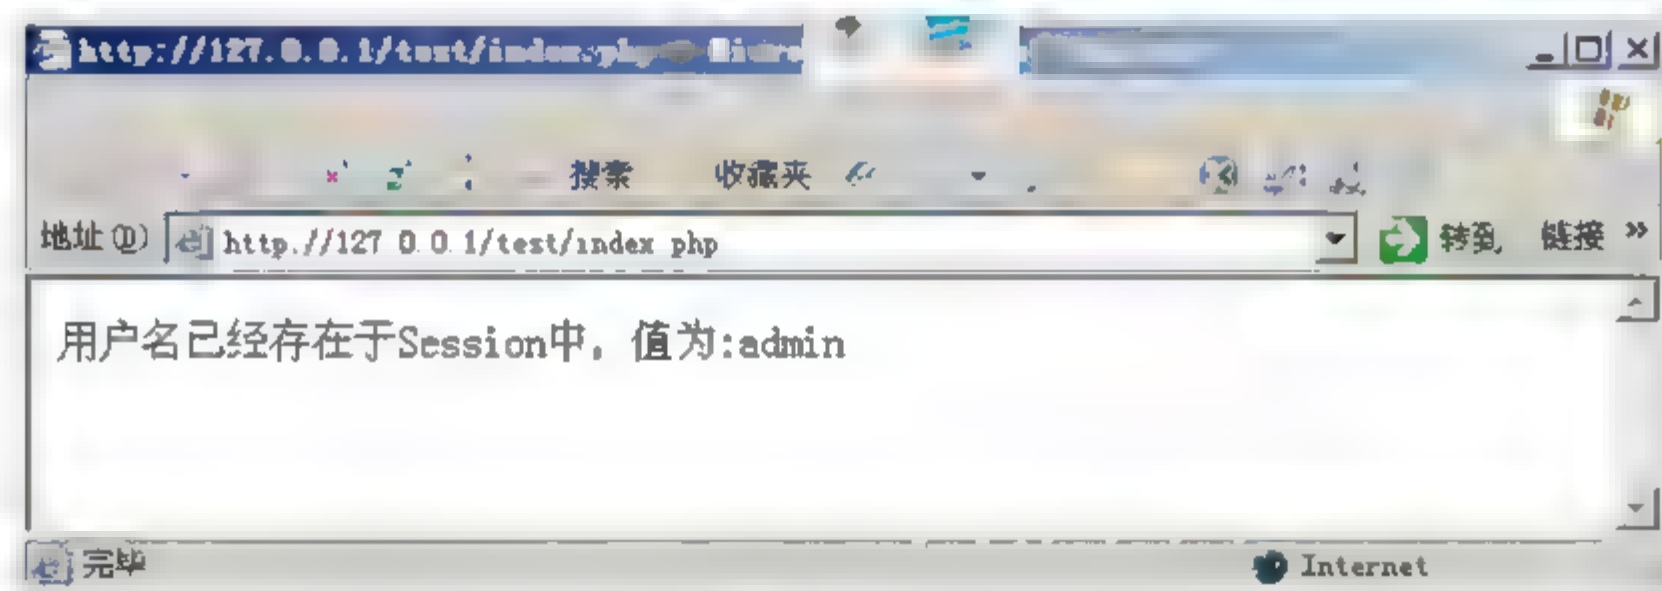 http://127.0.0.1/test/index.php
搜索 收藏夹
地址(D) http://127.0.0.1/test/index.php 转到 链接 »
用户名已经存在于Session中，值为:admin
完毕 Internet